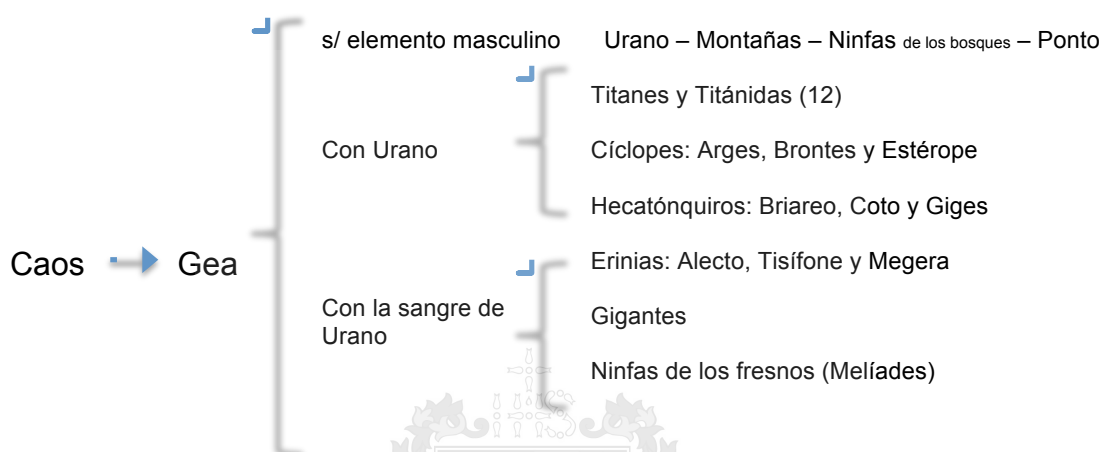 s/ elemento masculino Urano – Montañas – Ninfas de los bosques – Ponto
Titanes y Titánidas (12)
Con Urano
Cíclopes: Arges, Brontes y Estérope
Hecatónquiros: Briareo, Coto y Giges
Caos Gea
Erinias: Alecto, Tisífone y Megera
Con la sangre de
Urano
Gigantes
Ninfas de los fresnos (Melíades)